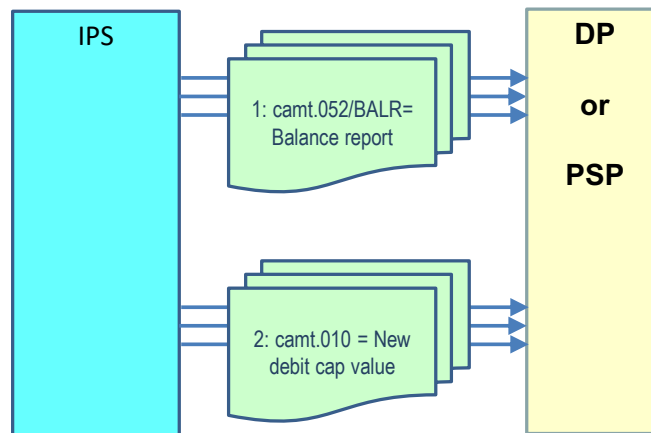 IPS
1: camt.052/BALR=
Balance report
DP
or
PSP
2: camt.010 = New
debit cap value